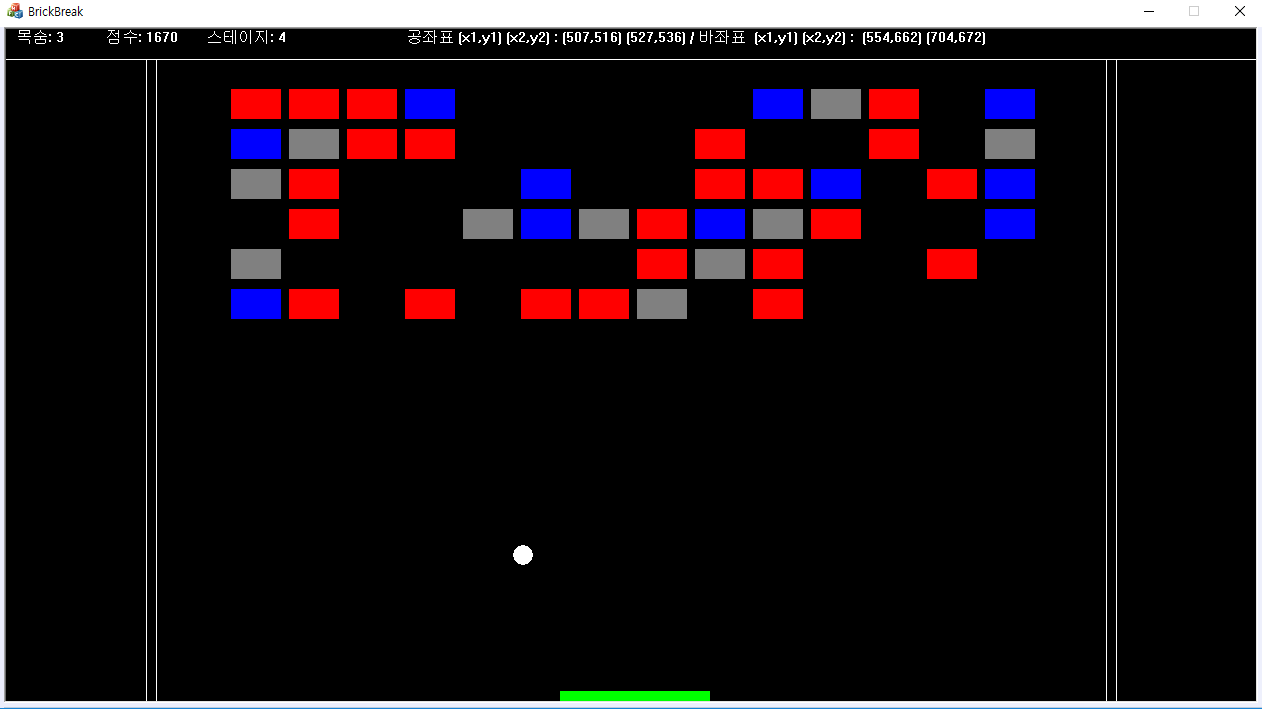 BrickBreak
목숨: 3 점수: 1670 스테이지: 4 공좌표 (x1,y1) (x2,y2) : (507,516) (527,536) / 바좌표 (x1,y1) (x2,y2) : (554,662) (704,672)